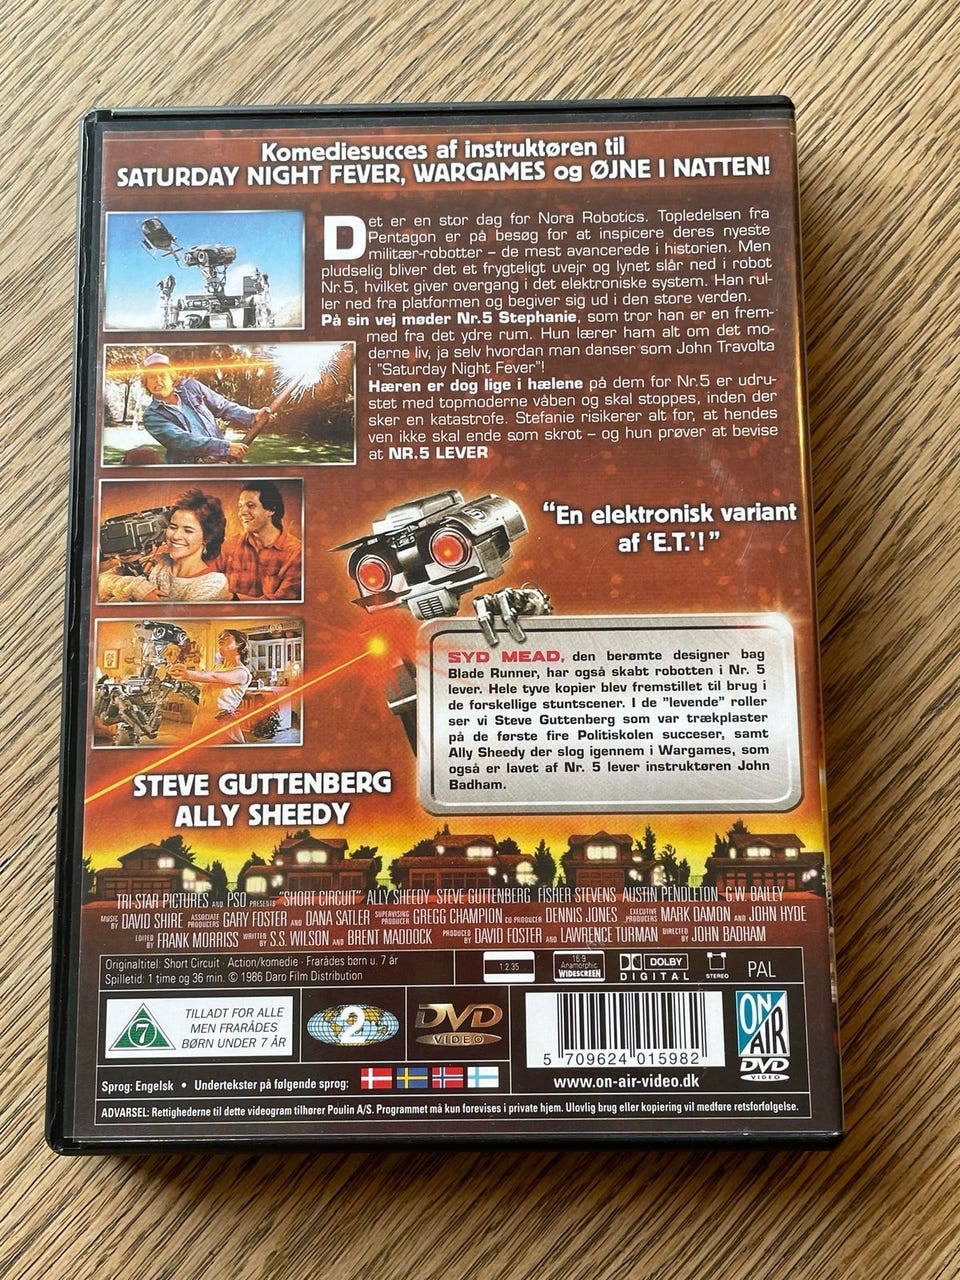 Komediesucces af instruktøren til
SATURDAY NIGHT FEVER, WARGAMES og ØJNE I NATTEN!
Det er en stor dag for Nora Robotics. Topledelsen fra
Pentagon er på besøg for at inspicere deres nyeste
militær-robotter – de mest avancerede i historien. Men
pludselig bliver det et frygteligt uvejr og lynet slår ned i robot
Nr.5, hvilket giver overgang i det elektroniske system. Han rul-
ler ned fra platformen og begiver sig ud i den store verden.
På sin vej møder Nr.5 Stephanie, som tror han er en frem-
med fra det ydre rum. Hun lærer ham alt om det mo-
derne liv, ja selv hvordan man danser som John Travolta
i "Saturday Night Fever"!
Hæren er dog lige i hælene på dem for Nr.5 er udru-
stet med topmoderne våben og skal stoppes, inden der
sker en katastrofe. Stefanie risikerer alt for, at hendes
ven ikke skal ende som skrot – og hun prøver at bevise
at NR.5 LEVER
"En elektronisk variant
af 'E.T.'!"
SYD MEAD, den berømte designer bag
Blade Runner, har også skabt robotten i Nr. 5
lever. Hele tyve kopier blev fremstillet til brug i
de forskellige stuntscener. I de "levende" roller
ser vi Steve Guttenberg som var trækplaster
på de første fire Politiskolen succeser, samt
Ally Sheedy der slog igennem i Wargames, som
også er lavet af Nr. 5 lever instruktøren John
Badham.
STEVE GUTTENBERG
ALLY SHEEDY
TRI-STAR PICTURES AND PSO PRESENTS "SHORT CIRCUIT" ALLY SHEEDY STEVE GUTTENBERG FISHER STEVENS AUSTIN PENDLETON G.W. BAILEY
MUSIC BY DAVID SHIRE ASSOCIATE PRODUCERS GARY FOSTER AND DANA SATLER SUPERVISING PRODUCER GREGG CHAMPION CO-PRODUCER DENNIS JONES EXECUTIVE PRODUCERS MARK DAMON AND JOHN HYDE
EDITED BY FRANK MORRISS WRITTEN BY S.S. WILSON AND BRENT MADDOCK PRODUCED BY DAVID FOSTER AND LAWRENCE TURMAN DIRECTED BY JOHN BADHAM
Originaltitel: Short Circuit · Action/komedie · Frarådes børn u. 7 år
Spilletid: 1 time og 36 min. © 1986 Daro Film Distribution
1:2.35
16:9
Anamorphic
WIDESCREEN
DOLBY
DIGITAL
STEREO
PAL
7
TILLADT FOR ALLE
MEN FRARÅDES
BØRN UNDER 7 ÅR
2
DVD
VIDEO
5 709624 015982
www.on-air-video.dk
ON
AIR
DVD
VIDEO
Sprog: Engelsk • Undertekster på følgende sprog:
ADVARSEL: Rettighederne til dette videogram tilhører Poulin A/S. Programmet må kun forevises i private hjem. Ulovlig brug eller kopiering vil medføre retsforfølgelse.